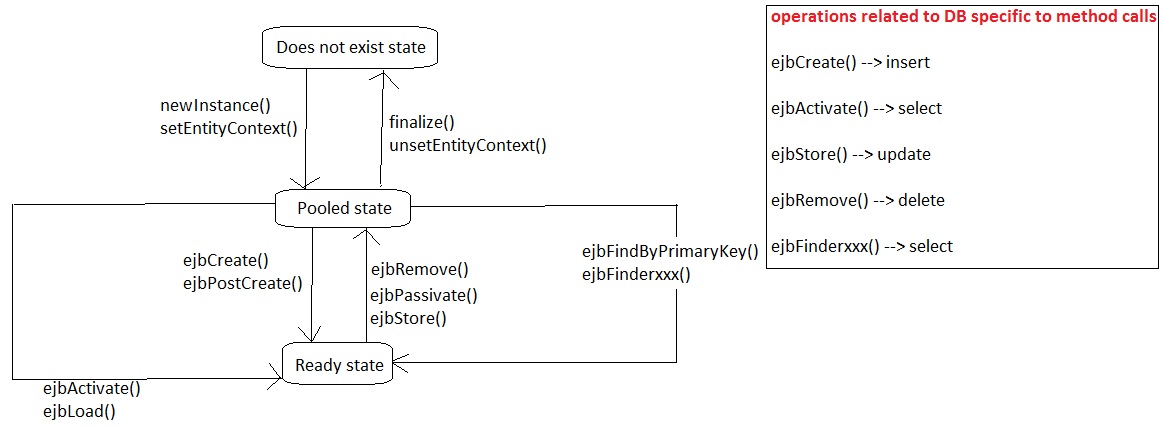 Does not exist state
newInstance()
setEntityContext()
finalize()
unsetEntityContext()
Pooled state
ejbCreate()
ejbPostCreate()
ejbRemove()
ejbPassivate()
ejbStore()
ejbFindByPrimaryKey()
ejbFinderxxx()
Ready state
ejbActivate()
ejbLoad()
operations related to DB specific to method calls
ejbCreate() --> insert
ejbActivate() --> select
ejbStore() --> update
ejbRemove() --> delete
ejbFinderxxx() --> select